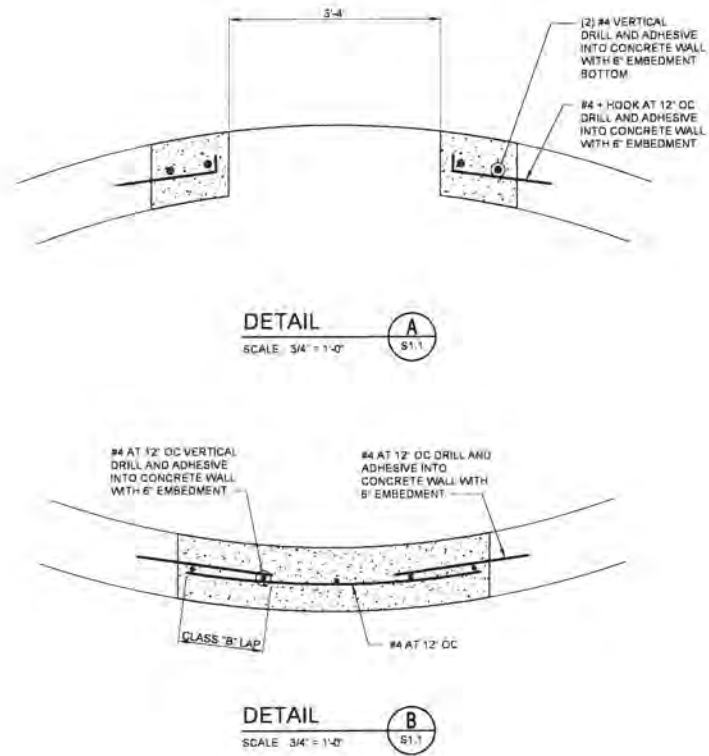 3'-4"
(2) #4 VERTICAL
DRILL AND ADHESIVE
INTO CONCRETE WALL
WITH 6" EMBEDMENT
BOTTOM
#4 + HOOK AT 12" OC
DRILL AND ADHESIVE
INTO CONCRETE WALL
WITH 6" EMBEDMENT
DETAIL
A
SCALE 3/4" = 1'-0"
S1.1
#4 AT 12" OC VERTICAL
DRILL AND ADHESIVE
INTO CONCRETE WALL
WITH 6" EMBEDMENT
#4 AT 12" OC DRILL AND
ADHESIVE INTO
CONCRETE WALL WITH
6" EMBEDMENT
CLASS "B" LAP
#4 AT 12" OC
DETAIL
B
SCALE 3/4" = 1'-0"
S1.1